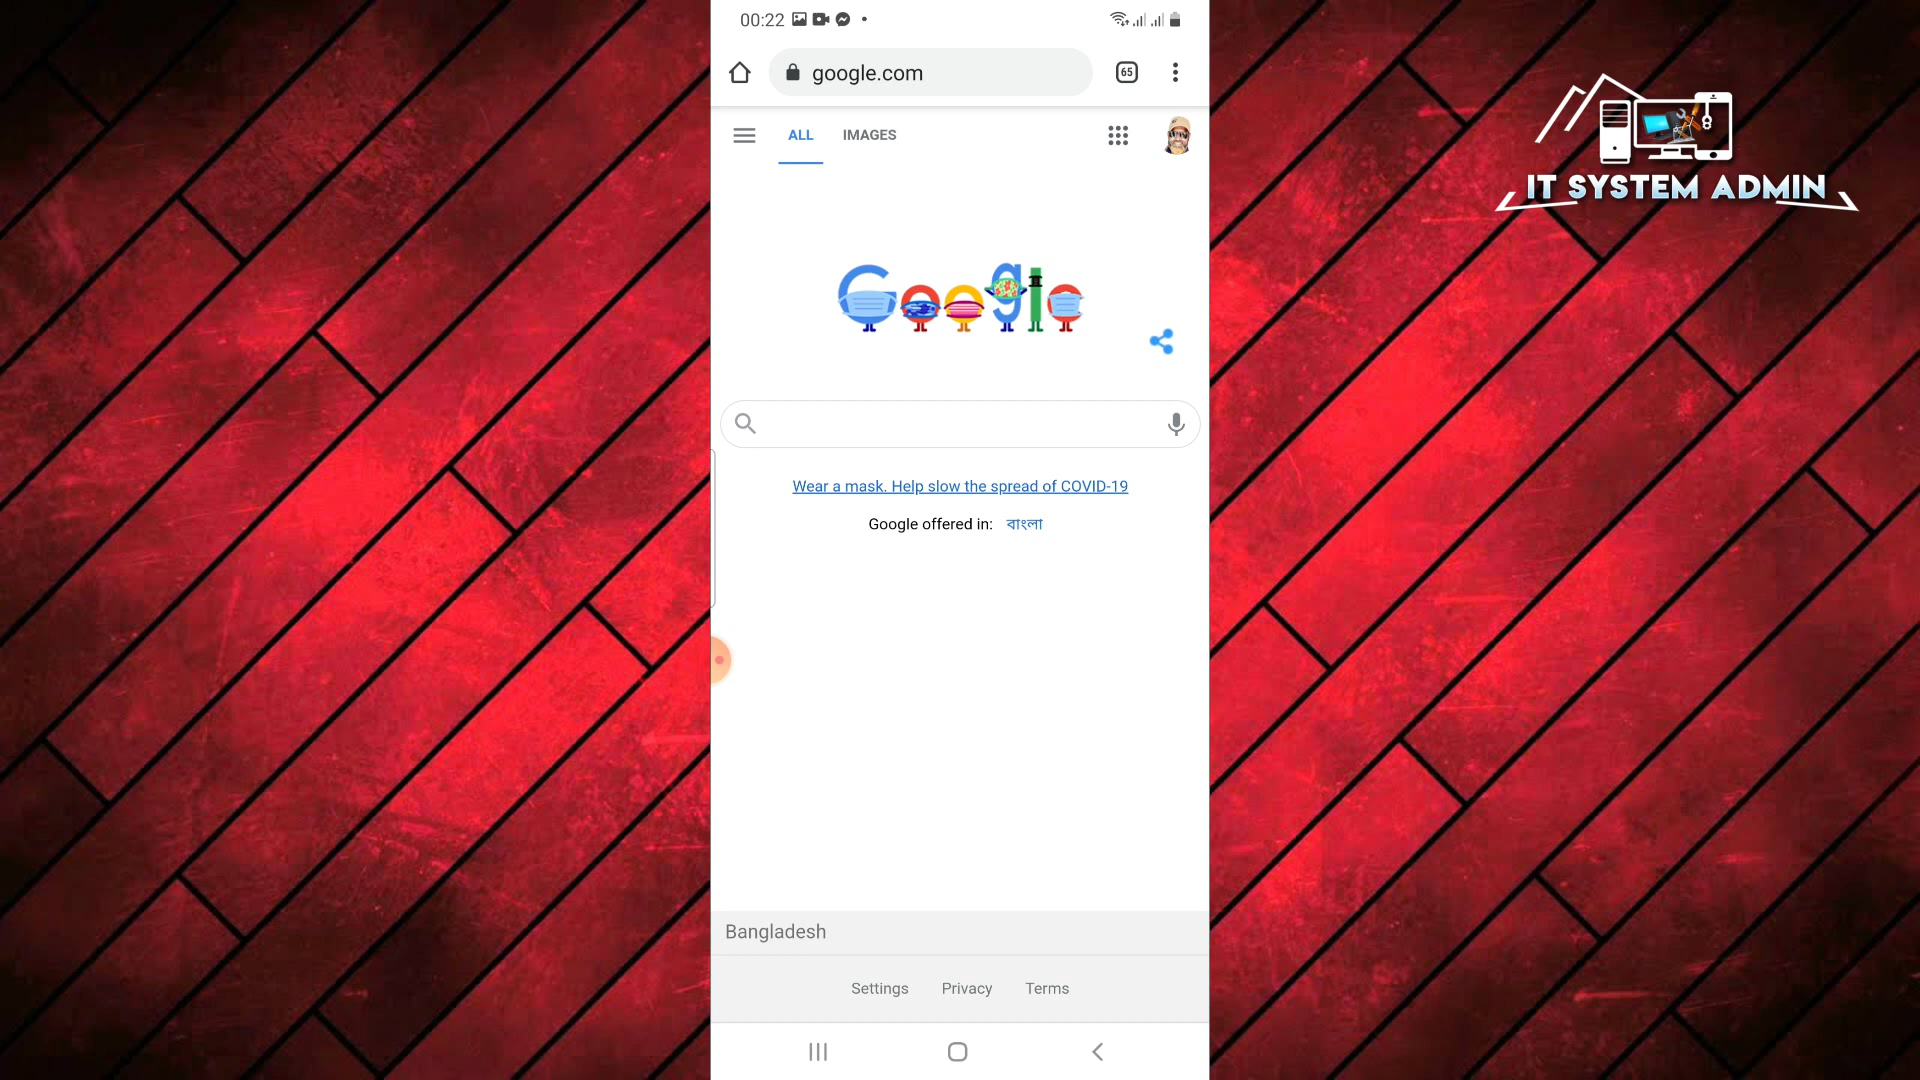 00:22
google.com
65
ALL IMAGES
IT SYSTEM ADMIN
Google
Wear a mask. Help slow the spread of COVID-19
Google offered in: বাংলা
Bangladesh
Settings Privacy Terms